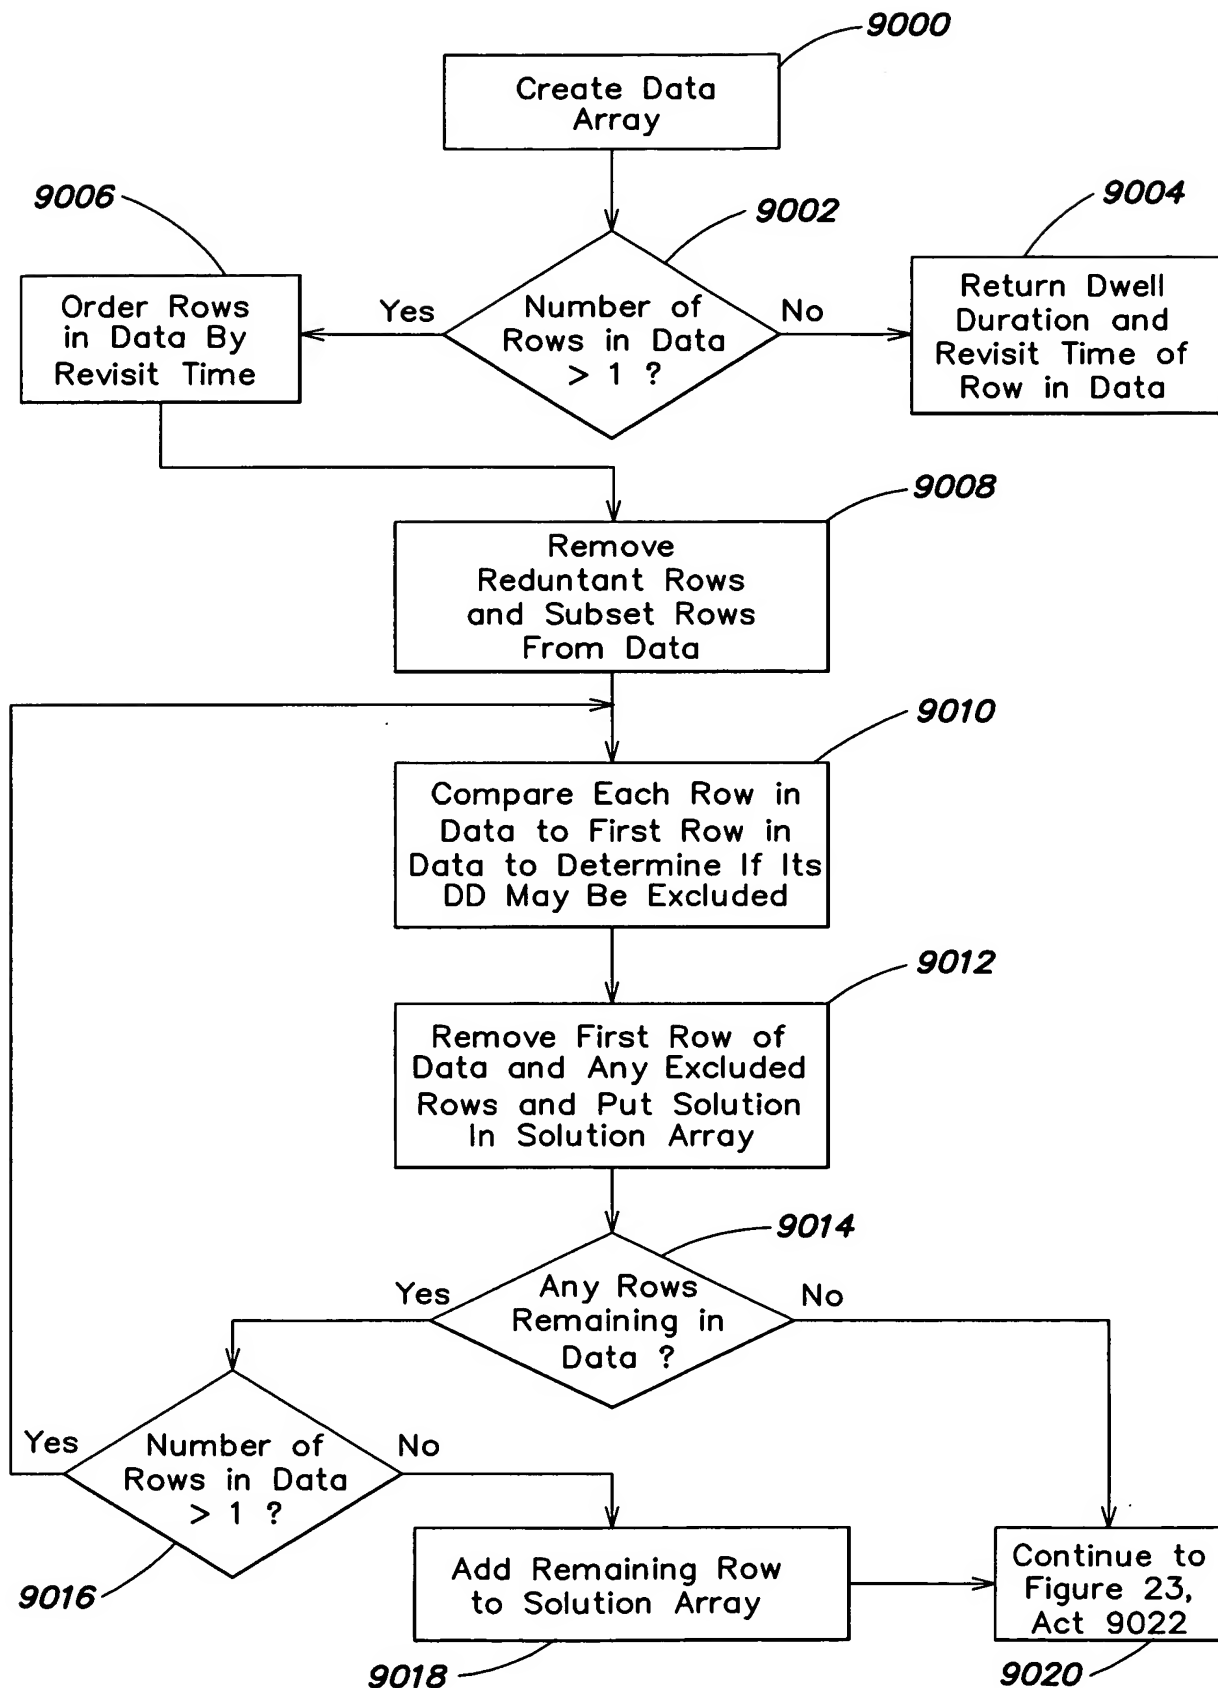 9000
Create Data
Array
9006
9002
9004
Order Rows
in Data By
Revisit Time
Yes
Number of
Rows in Data
> 1 ?
No
Return Dwell
Duration and
Revisit Time of
Row in Data
9008
Remove
Reduntant Rows
and Subset Rows
From Data
9010
Compare Each Row in
Data to First Row in
Data to Determine If Its
DD May Be Excluded
9012
Remove First Row of
Data and Any Excluded
Rows and Put Solution
In Solution Array
9014
Yes
Any Rows
Remaining in
Data ?
No
Yes
Number of
Rows in Data
> 1 ?
No
9016
Add Remaining Row
to Solution Array
9018
Continue to
Figure 23,
Act 9022
9020